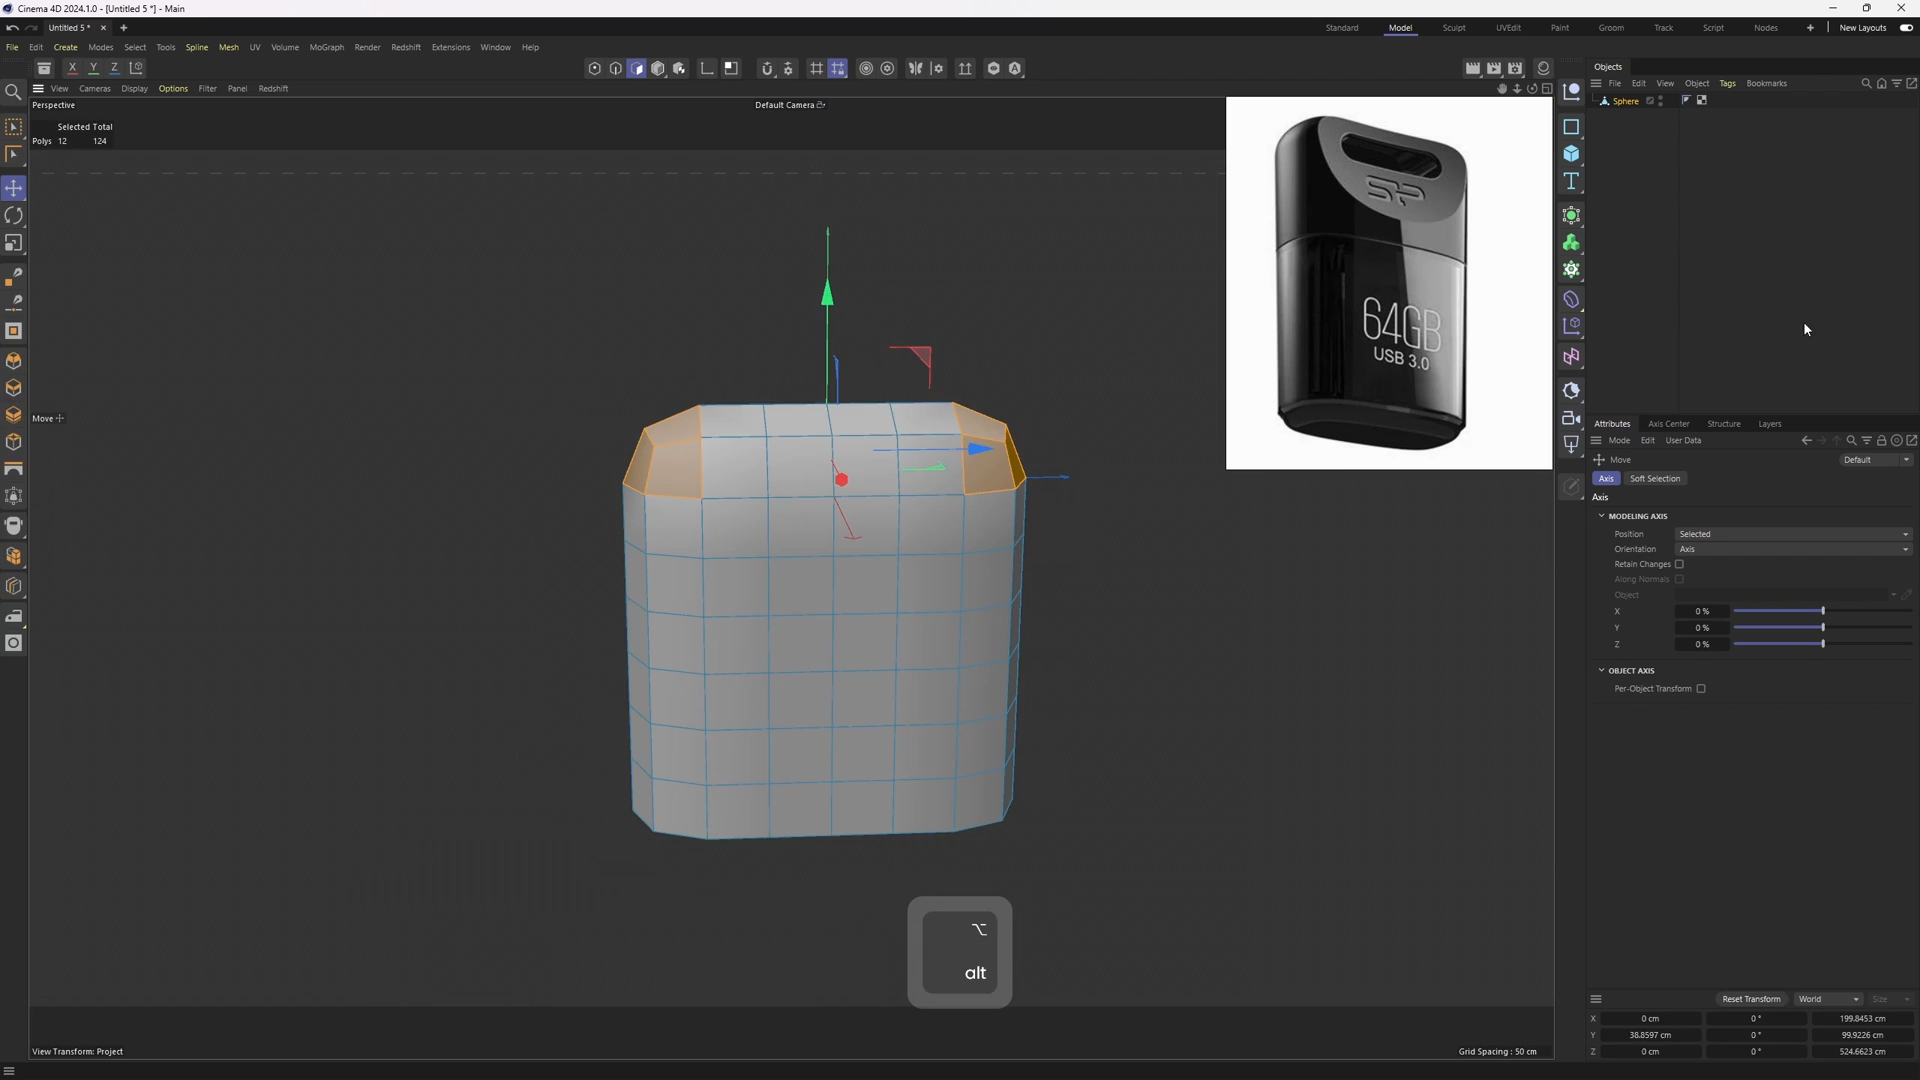 Cinema 4D 2024.1.0 - [Untitled 5 *] - Main
Untitled 5 *
Standard Model Sculpt UVEdit Paint Groom Track Script Nodes New Layouts
File Edit Create Modes Select Tools Spline Mesh UV Volume MoGraph Render Redshift Extensions Window Help
X Y Z
View Cameras Display Options Filter Panel Redshift
Perspective
Default Camera
Selected Total
Polys 12 124
Move
SP
64GB
USB 3.0
alt
View Transform: Project
Grid Spacing : 50 cm
Objects
File Edit View Object Tags Bookmarks
Sphere
Attributes Axis Center Structure Layers
Mode Edit User Data
Move Default
Axis Soft Selection
Axis
MODELING AXIS
Position Selected
Orientation Axis
Retain Changes
Along Normals
Object
X 0 %
Y 0 %
Z 0 %
OBJECT AXIS
Per-Object Transform
Reset Transform World Size
X 0 cm 0 ° 199.8453 cm
Y 38.8597 cm 0 ° 99.9226 cm
Z 0 cm 0 ° 524.6623 cm